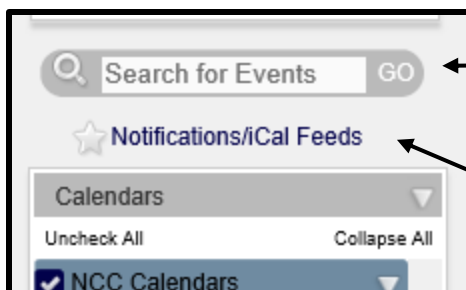 Search for Events GO
Notifications/iCal Feeds
Calendars
Uncheck All Collapse All
NCC Calendars